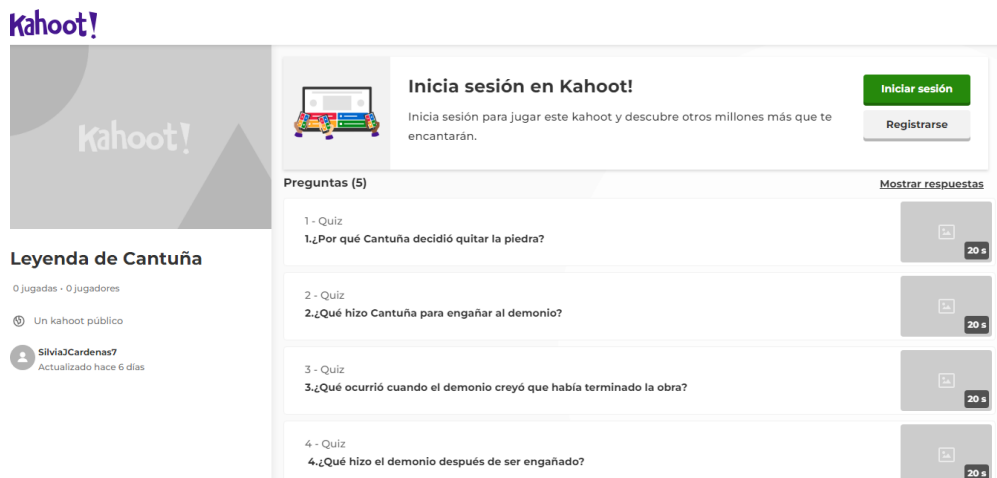 Kahoot!
Kahoot!
Leyenda de Cantuña
0 jugadas · 0 jugadores
Un kahoot público
SilviaJCardenas7
Actualizado hace 6 días
Inicia sesión en Kahoot!
Inicia sesión para jugar este kahoot y descubre otros millones más que te
encantarán.
Iniciar sesión
Registrarse
Preguntas (5)
Mostrar respuestas
1 - Quiz
1.¿Por qué Cantuña decidió quitar la piedra?
20 s
2 - Quiz
2.¿Qué hizo Cantuña para engañar al demonio?
20 s
3 - Quiz
3.¿Qué ocurrió cuando el demonio creyó que había terminado la obra?
20 s
4 - Quiz
4.¿Qué hizo el demonio después de ser engañado?
20 s